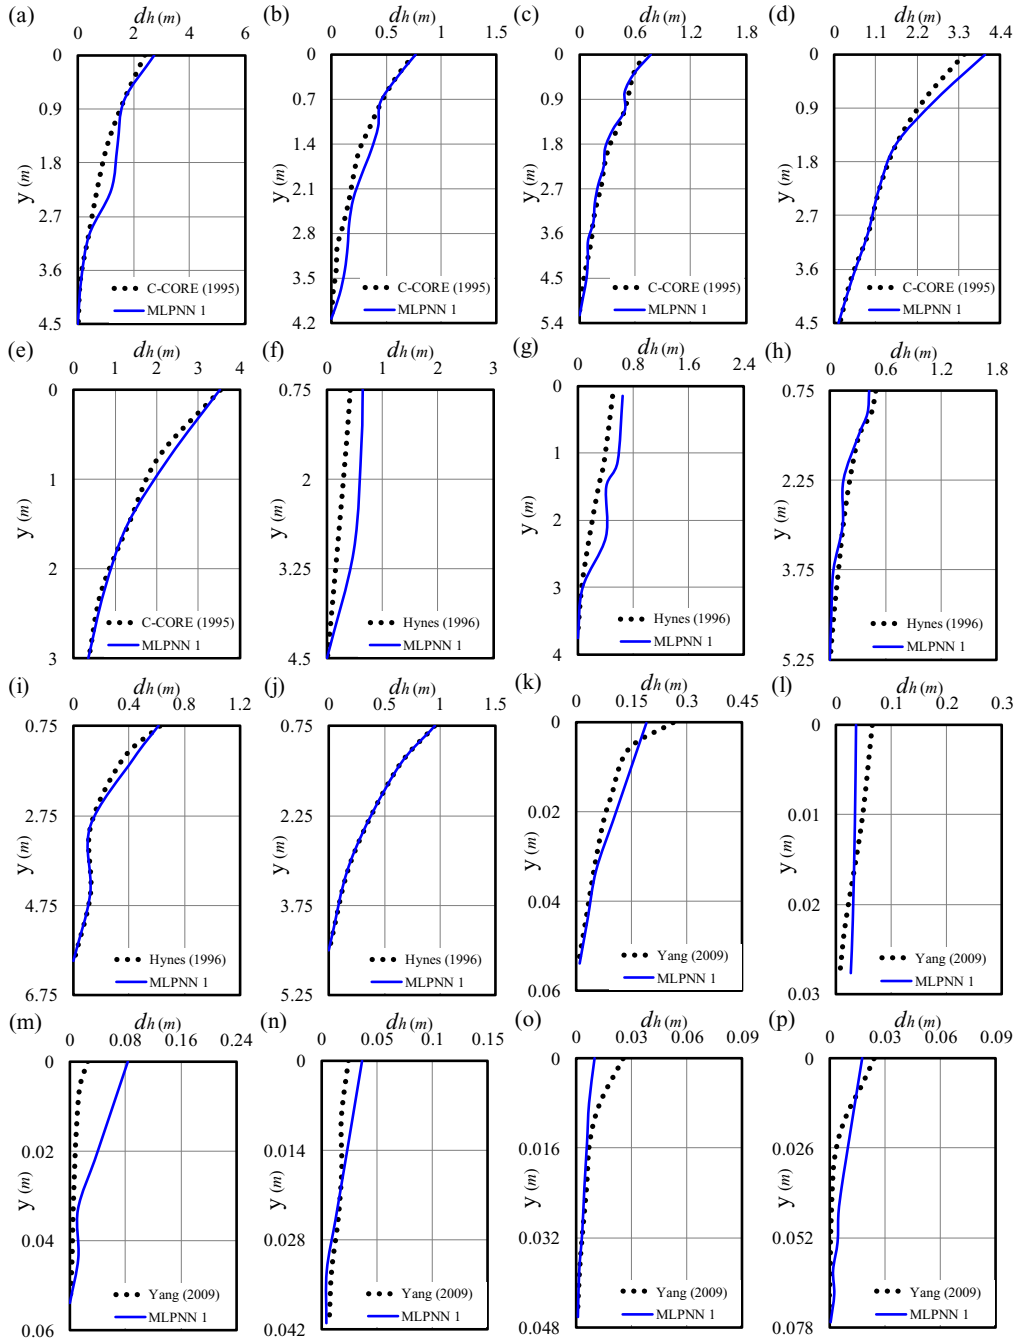 (a) dh (m)
0 2 4 6
0
0.9
1.8
2.7
3.6
4.5
y (m)
C-CORE (1995)
MLPNN 1
(b) dh (m)
0 0.5 1 1.5
0
0.7
1.4
2.1
2.8
3.5
4.2
y (m)
C-CORE (1995)
MLPNN 1
(c) dh (m)
0 0.6 1.2 1.8
0
0.9
1.8
2.7
3.6
4.5
5.4
y (m)
C-CORE (1995)
MLPNN 1
(d) dh (m)
0 1.1 2.2 3.3 4.4
0
0.9
1.8
2.7
3.6
4.5
y (m)
C-CORE (1995)
MLPNN 1
(e) dh (m)
0 1 2 3 4
0
1
2
3
y (m)
C-CORE (1995)
MLPNN 1
(f) dh (m)
0 1 2 3
0.75
2
3.25
4.5
y (m)
Hynes (1996)
MLPNN 1
(g) dh (m)
0 0.6 1.2 1.8 2.4
0
1
2
3
4
y (m)
Hynes (1996)
MLPNN 1
(h) dh (m)
0 0.6 1.2 1.8
0.75
2.25
3.75
5.25
y (m)
Hynes (1996)
MLPNN 1
(i) dh (m)
0 0.4 0.8 1.2
0.75
2.75
4.75
6.75
y (m)
Hynes (1996)
MLPNN 1
(j) dh (m)
0 0.5 1 1.5
0.75
2.25
3.75
5.25
y (m)
Hynes (1996)
MLPNN 1
(k) dh (m)
0 0.15 0.3 0.45
0
0.02
0.04
0.06
y (m)
Yang (2009)
MLPNN 1
(l) dh (m)
0 0.1 0.2 0.3
0
0.01
0.02
0.03
y (m)
Yang (2009)
MLPNN 1
(m) dh (m)
0 0.08 0.16 0.24
0
0.02
0.04
0.06
y (m)
Yang (2009)
MLPNN 1
(n) dh (m)
0 0.05 0.1 0.15
0
0.014
0.028
0.042
y (m)
Yang (2009)
MLPNN 1
(o) dh (m)
0 0.03 0.06 0.09
0
0.016
0.032
0.048
y (m)
Yang (2009)
MLPNN 1
(p) dh (m)
0 0.03 0.06 0.09
0
0.026
0.052
0.078
y (m)
Yang (2009)
MLPNN 1